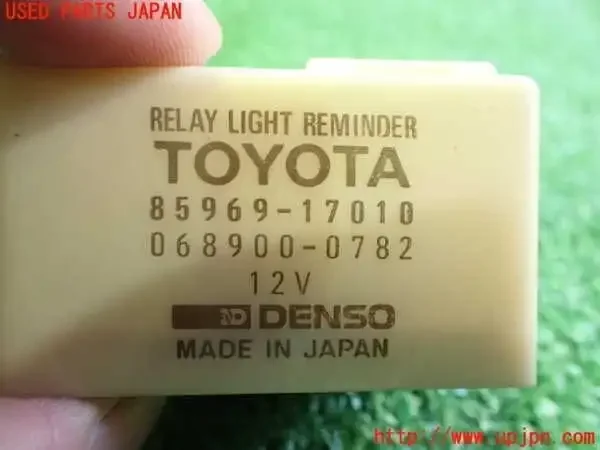 USED PARTS JAPAN
RELAY LIGHT REMINDER
TOYOTA
85969-17010
068900-0782
12V
ND DENSO
MADE IN JAPAN
http://www.upjpn.com